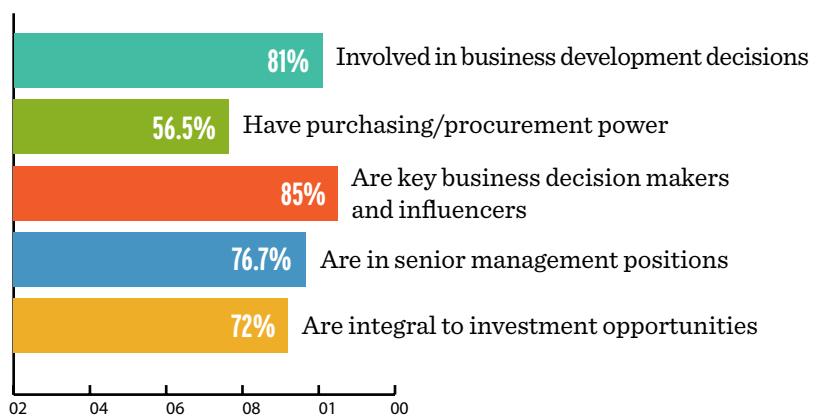 81% Involved in business development decisions
56.5% Have purchasing/procurement power
85% Are key business decision makers
and influencers
76.7% Are in senior management positions
72% Are integral to investment opportunities
02 04 06 08 01 00